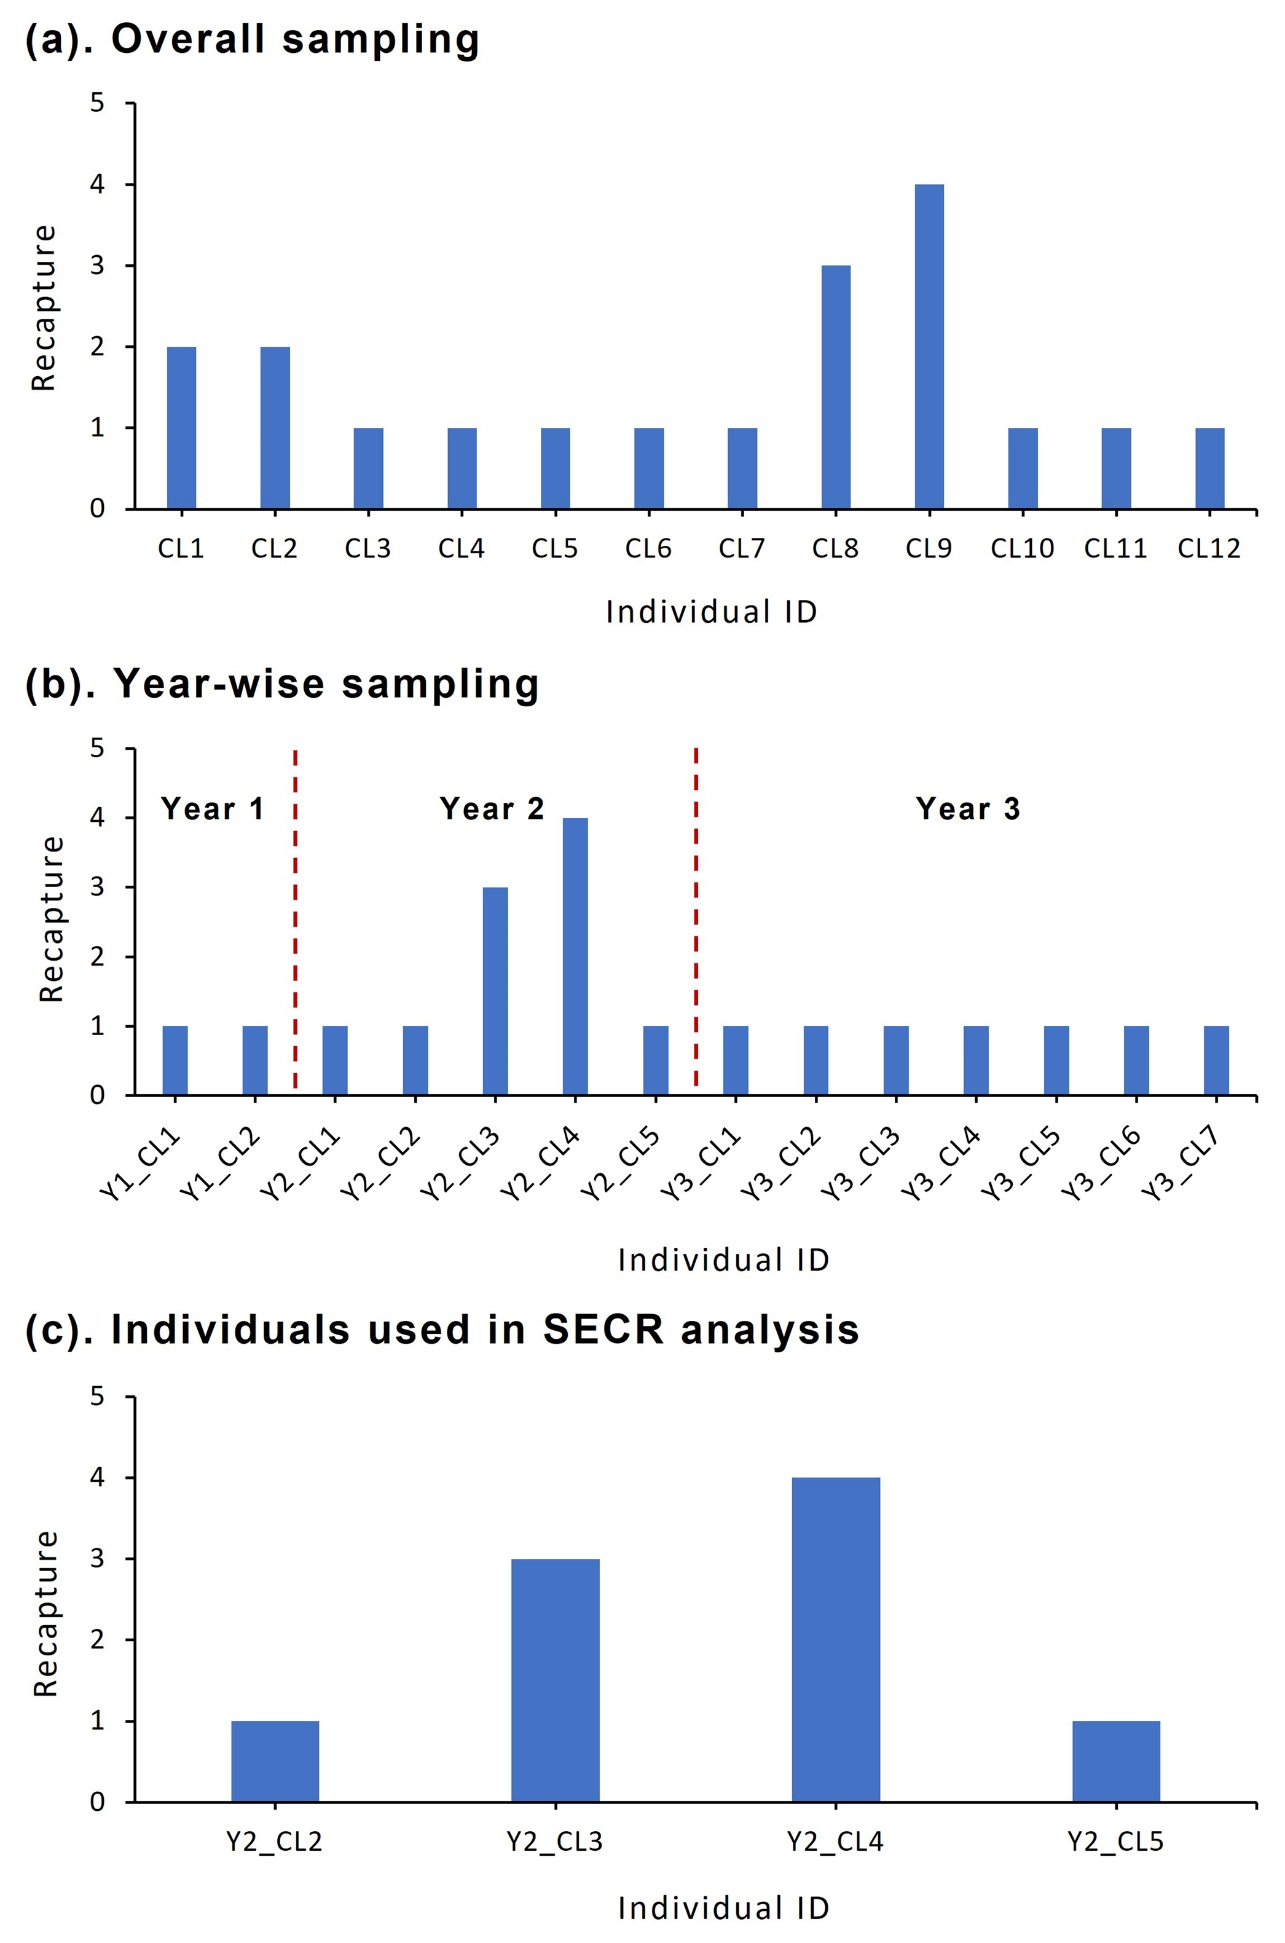 (a). Overall sampling
5
4
3
2
1
0
Recapture
CL1 CL2 CL3 CL4 CL5 CL6 CL7 CL8 CL9 CL10 CL11 CL12
Individual ID
(b). Year-wise sampling
5
4
3
2
1
0
Recapture
Year 1 Year 2 Year 3
Y1_CL1 Y1_CL2 Y2_CL1 Y2_CL2 Y2_CL3 Y2_CL4 Y2_CL5 Y3_CL1 Y3_CL2 Y3_CL3 Y3_CL4 Y3_CL5 Y3_CL6 Y3_CL7
Individual ID
(c). Individuals used in SECR analysis
5
4
3
2
1
0
Recapture
Y2_CL2 Y2_CL3 Y2_CL4 Y2_CL5
Individual ID